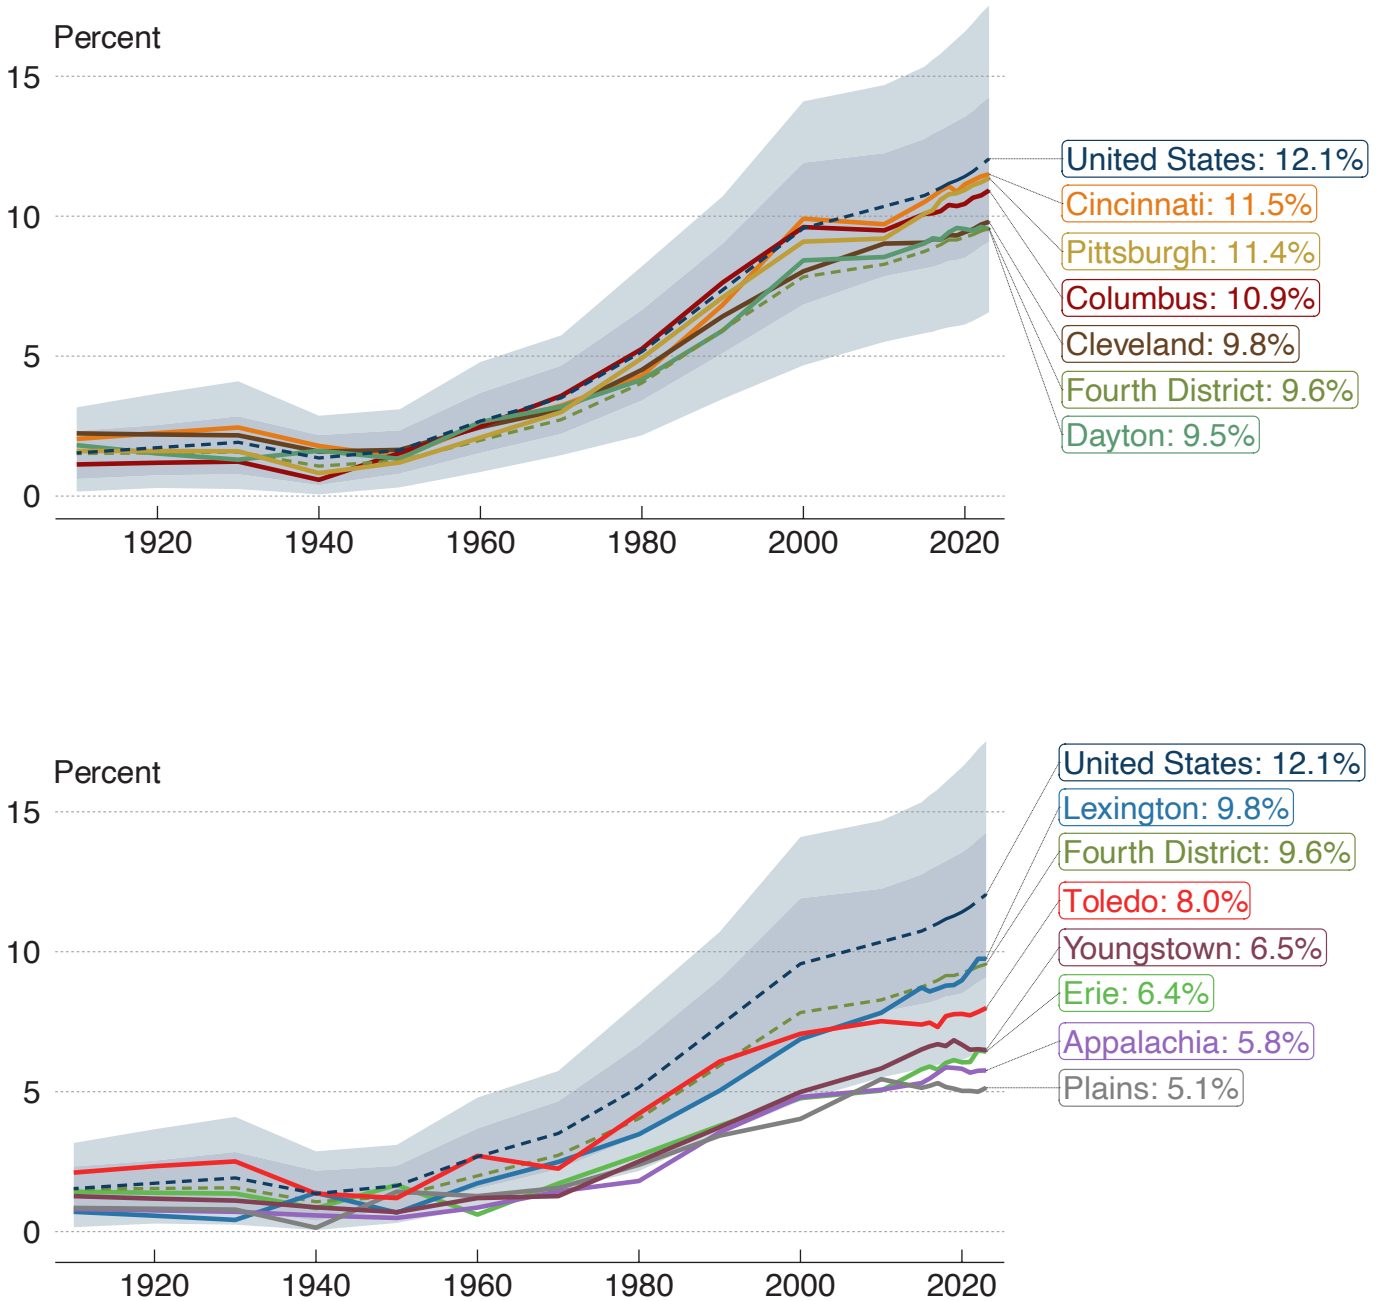 Percent
15
10
5
0
1920 1940 1960 1980 2000 2020
United States: 12.1%
Cincinnati: 11.5%
Pittsburgh: 11.4%
Columbus: 10.9%
Cleveland: 9.8%
Fourth District: 9.6%
Dayton: 9.5%
Percent
15
10
5
0
1920 1940 1960 1980 2000 2020
United States: 12.1%
Lexington: 9.8%
Fourth District: 9.6%
Toledo: 8.0%
Youngstown: 6.5%
Erie: 6.4%
Appalachia: 5.8%
Plains: 5.1%